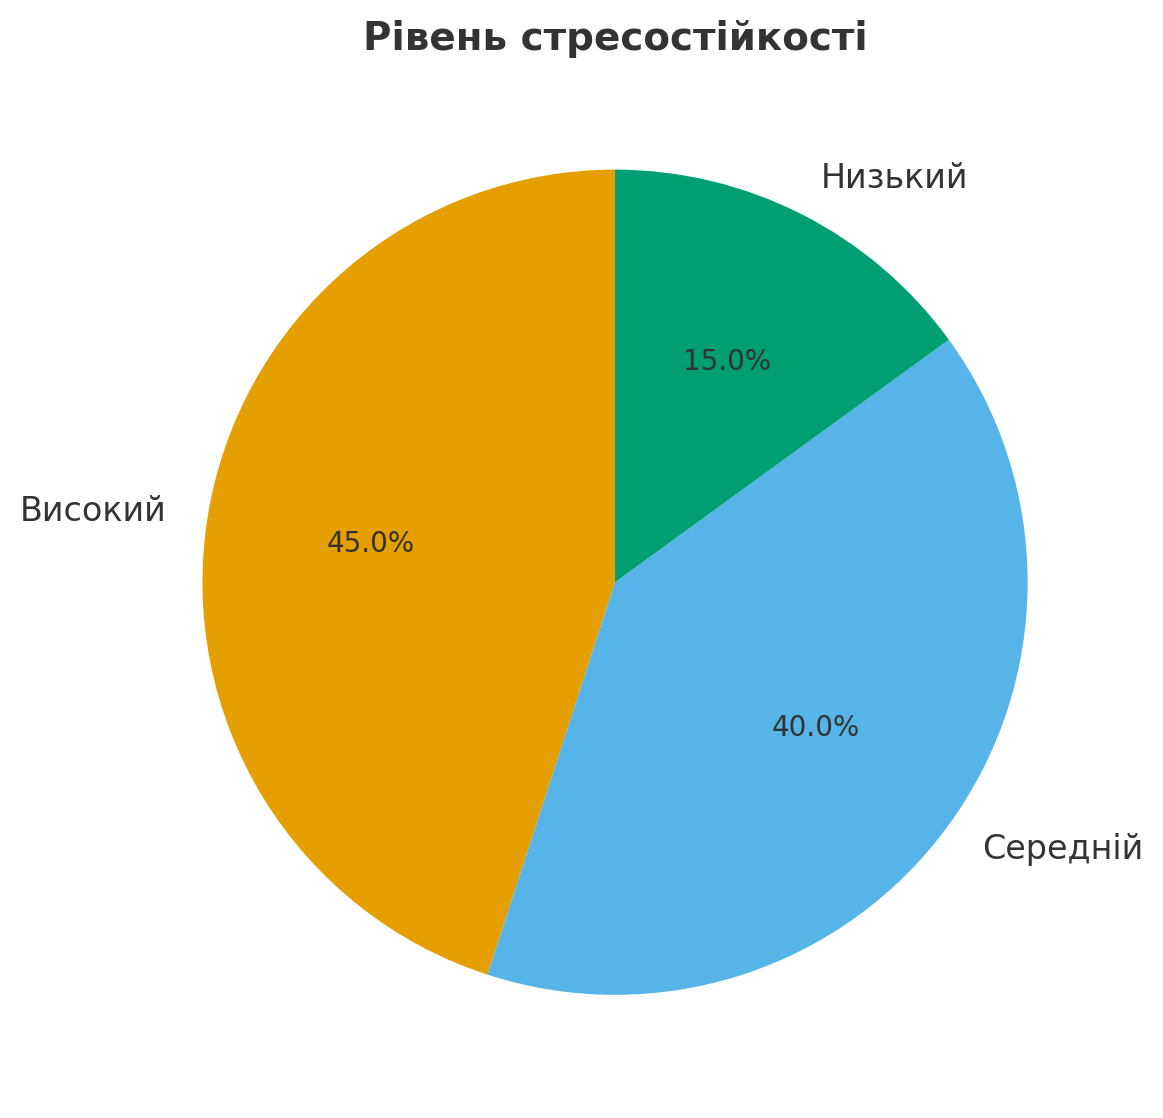 Рівень стресостійкості
Низький
15.0%
Високий
45.0%
40.0%
Середній